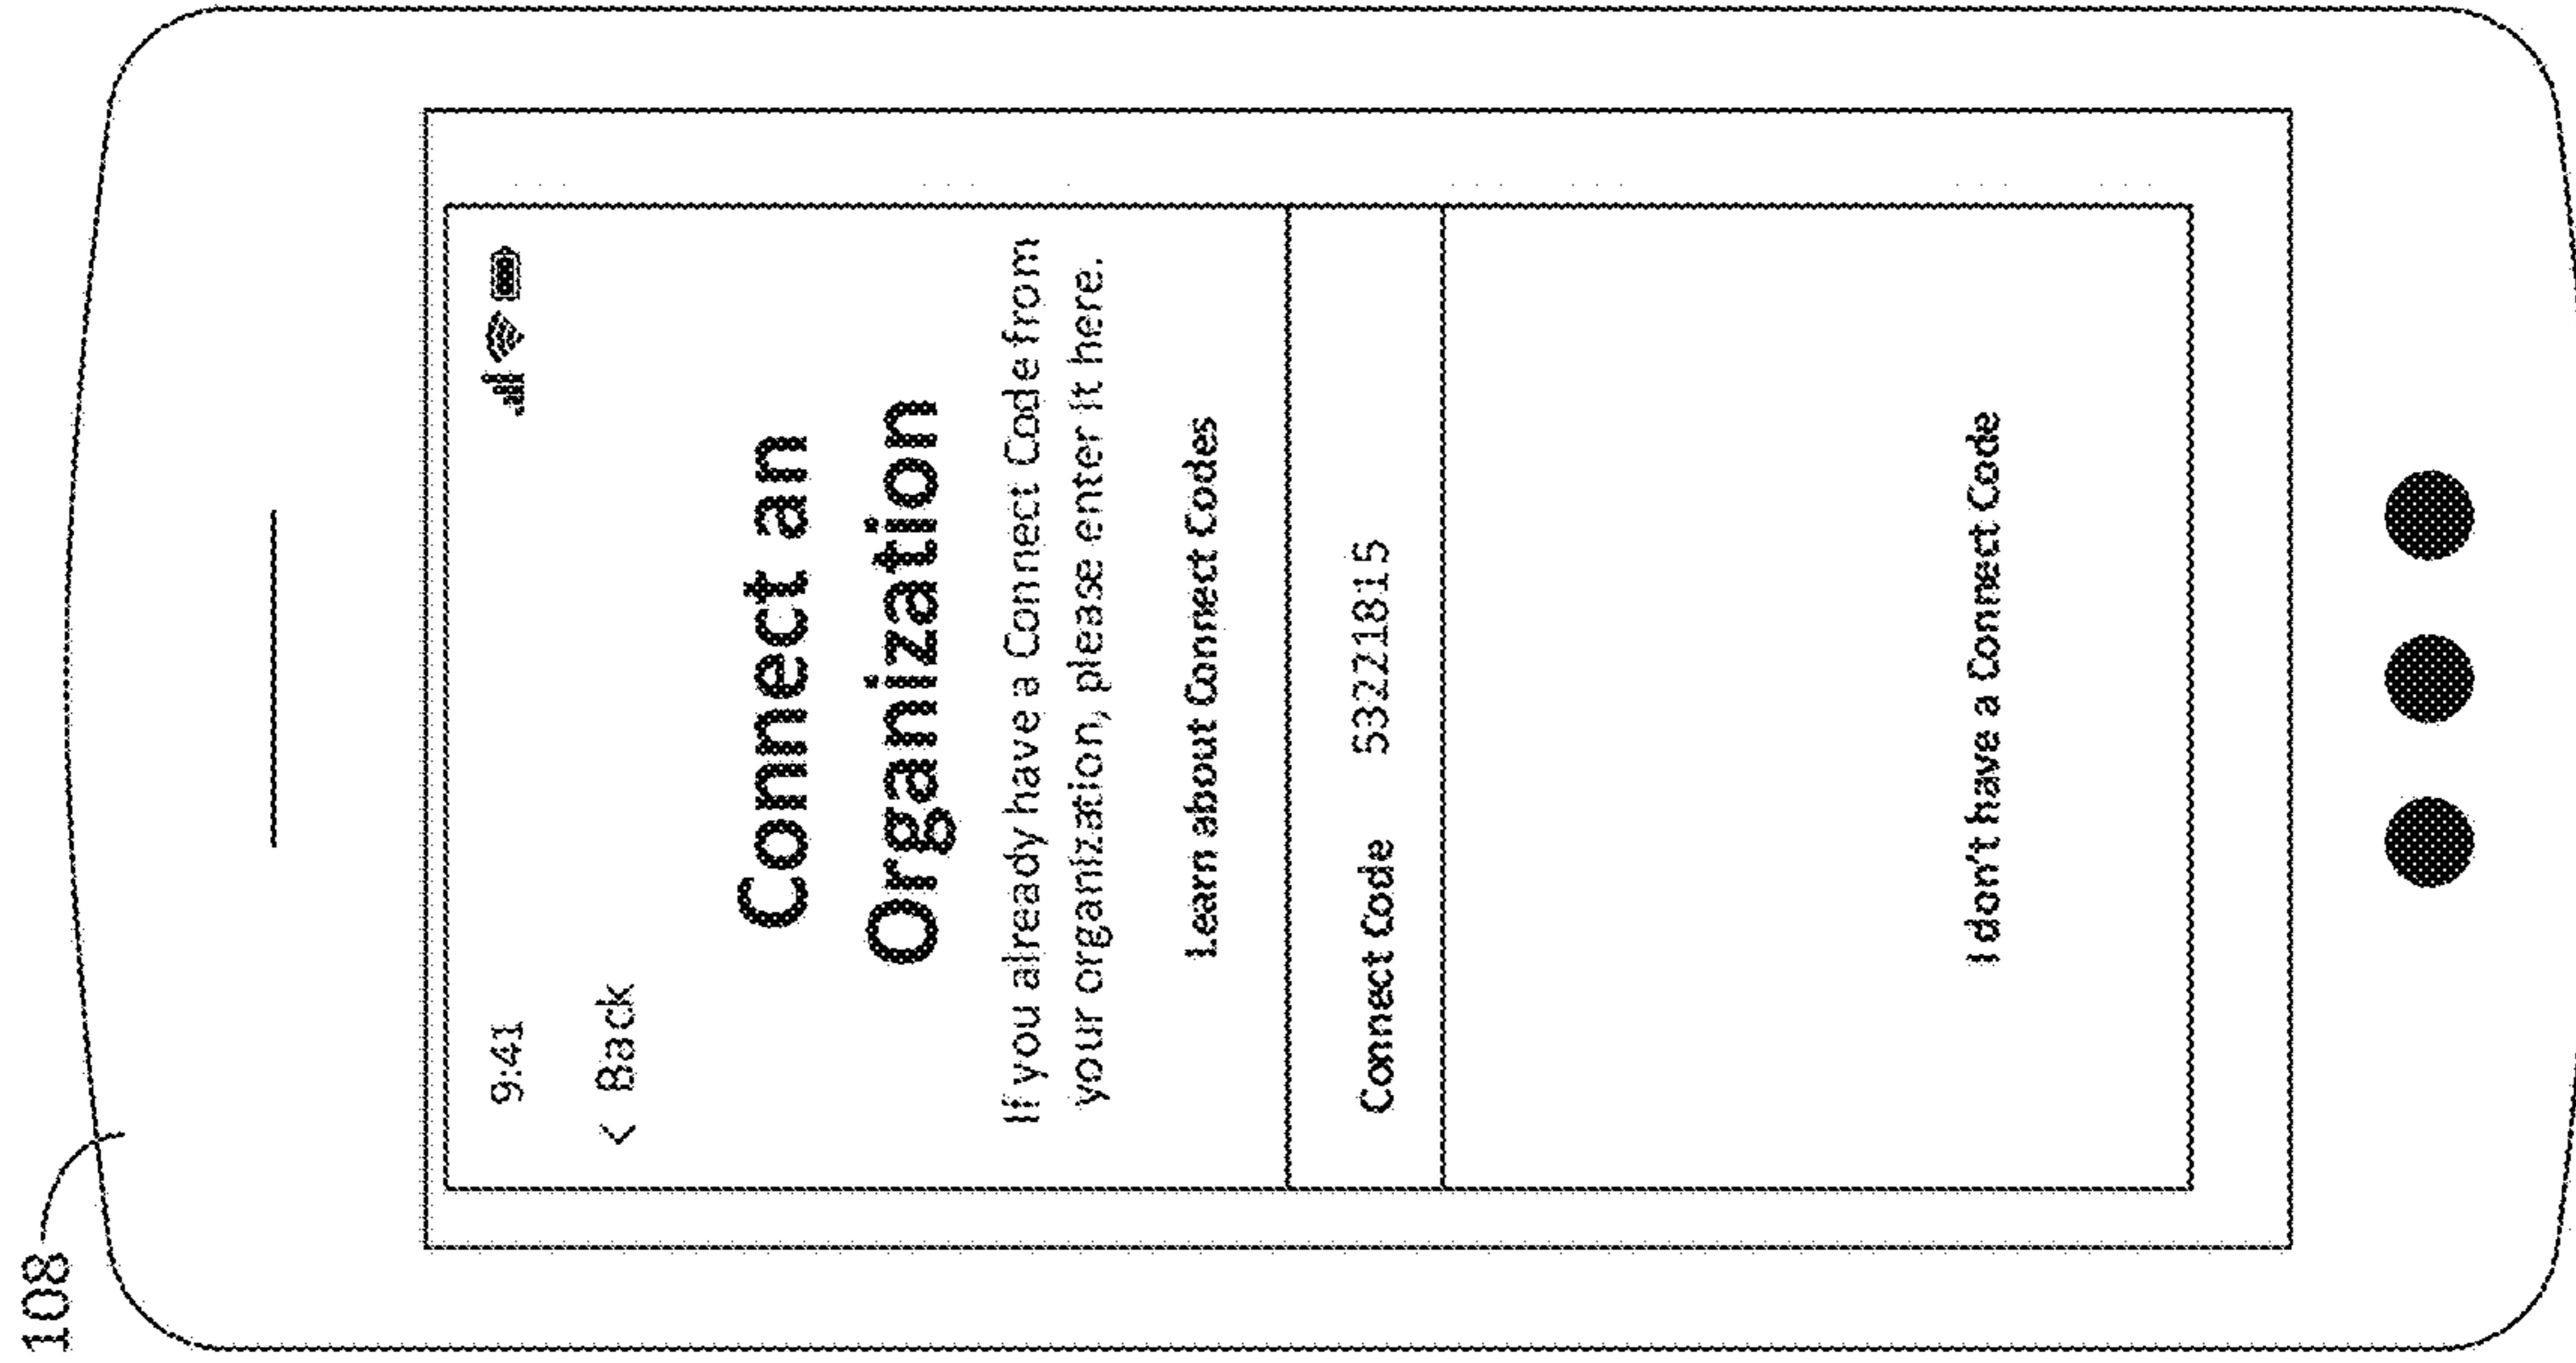 108
9:41
< Back
Connect an
Organization
If you already have a Connect Code from
your organization, please enter it here.
Learn about Connect Codes
Connect Code 53221815
I don't have a Connect Code